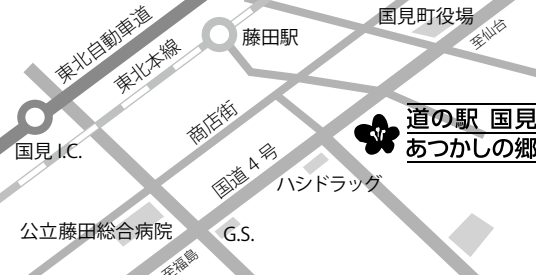 国見町役場
至仙台
藤田駅
東北自動車道
東北本線
商店街
道の駅 国見
あつかしの郷
国見 I.C.
国道4号
ハシドラッグ
公立藤田総合病院
G.S.
至福島